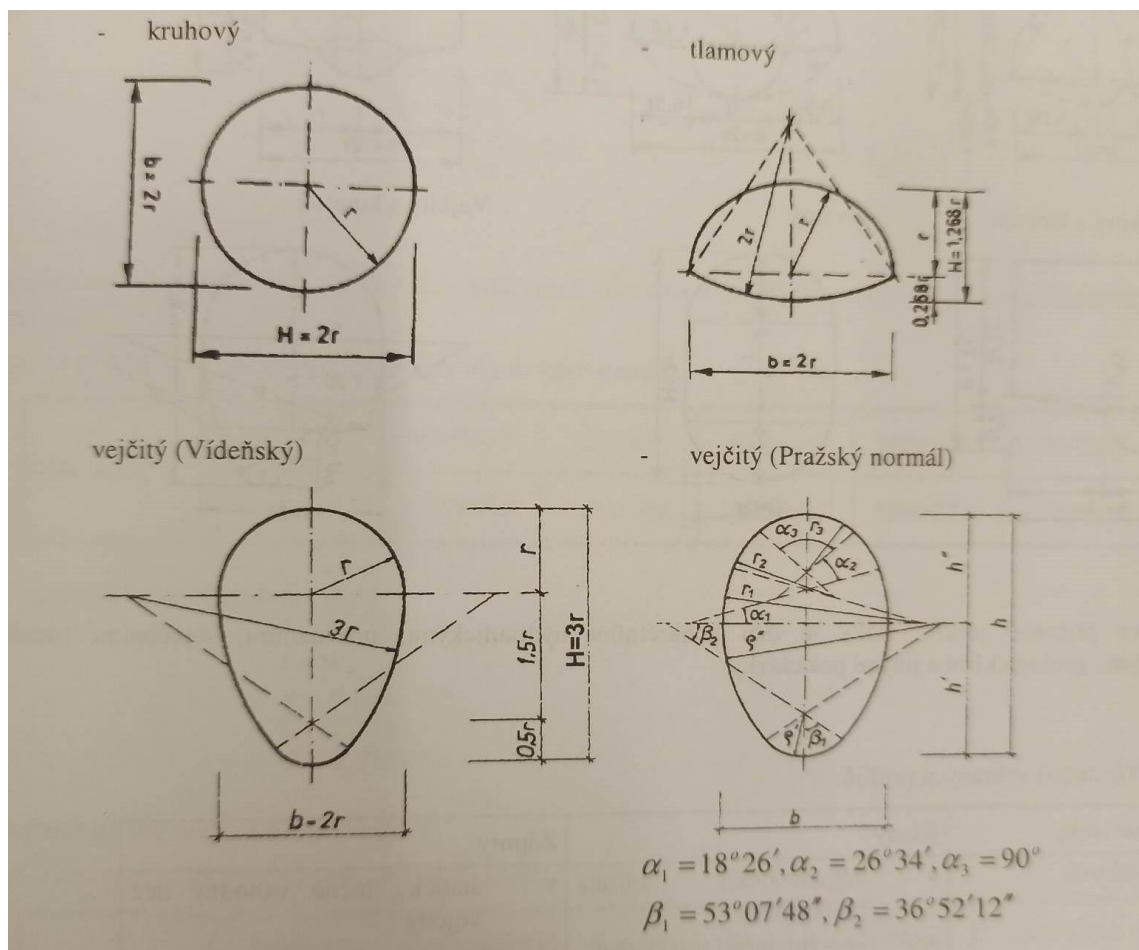 - kruhový
b = 2r
r
H = 2r
- tlamový
2r
r
r
H = 1,268 r
0,268 r
b = 2r
vejčitý (Vídeňský)
r
3r
r
1.5r
0.5r
H=3r
b-2r
- vejčitý (Pražský normál)
α₃ r₃
r₂ α₂
r₁
α₁
β₂
ϱ″
ϱ′ β₁
h″
h′
h
b
α₁ = 18°26′, α₂ = 26°34′, α₃ = 90°
β₁ = 53°07′48″, β₂ = 36°52′12″